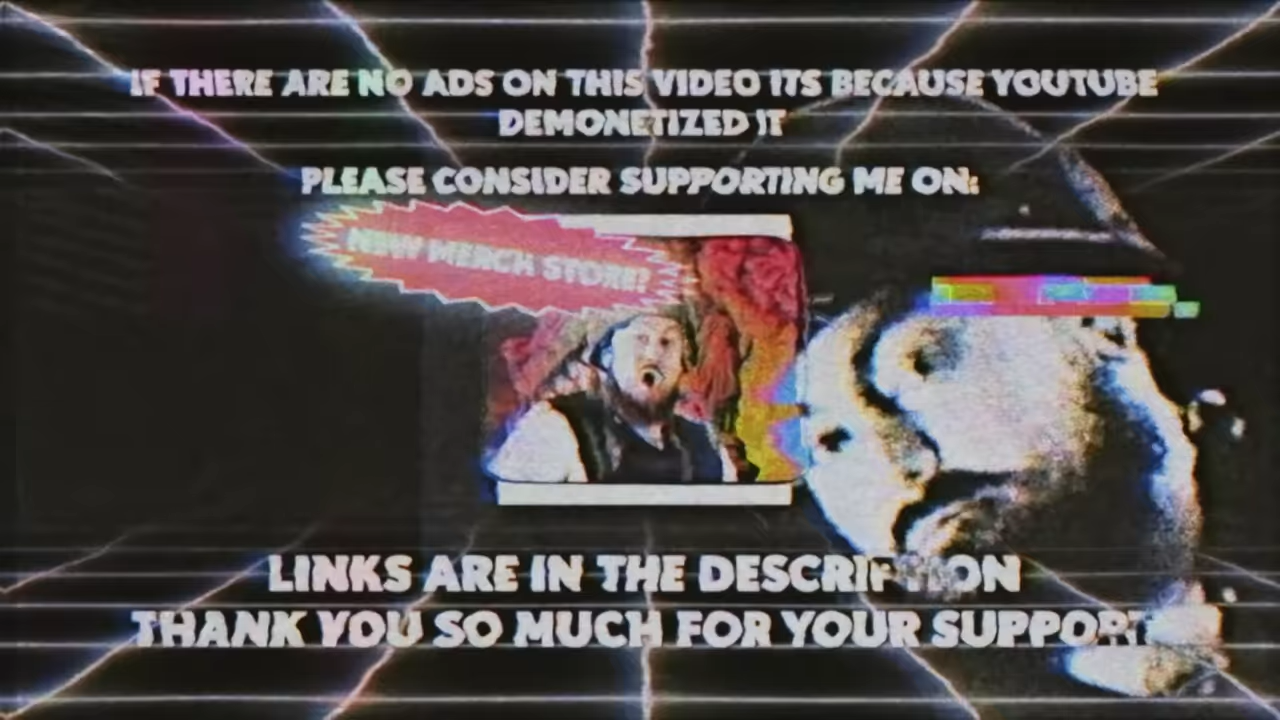 IF THERE ARE NO ADS ON THIS VIDEO ITS BECAUSE YOUTUBE
DEMONETIZED IT
PLEASE CONSIDER SUPPORTING ME ON:
NEW MERCH STORE!
LINKS ARE IN THE DESCRIPTION
THANK YOU SO MUCH FOR YOUR SUPPORT